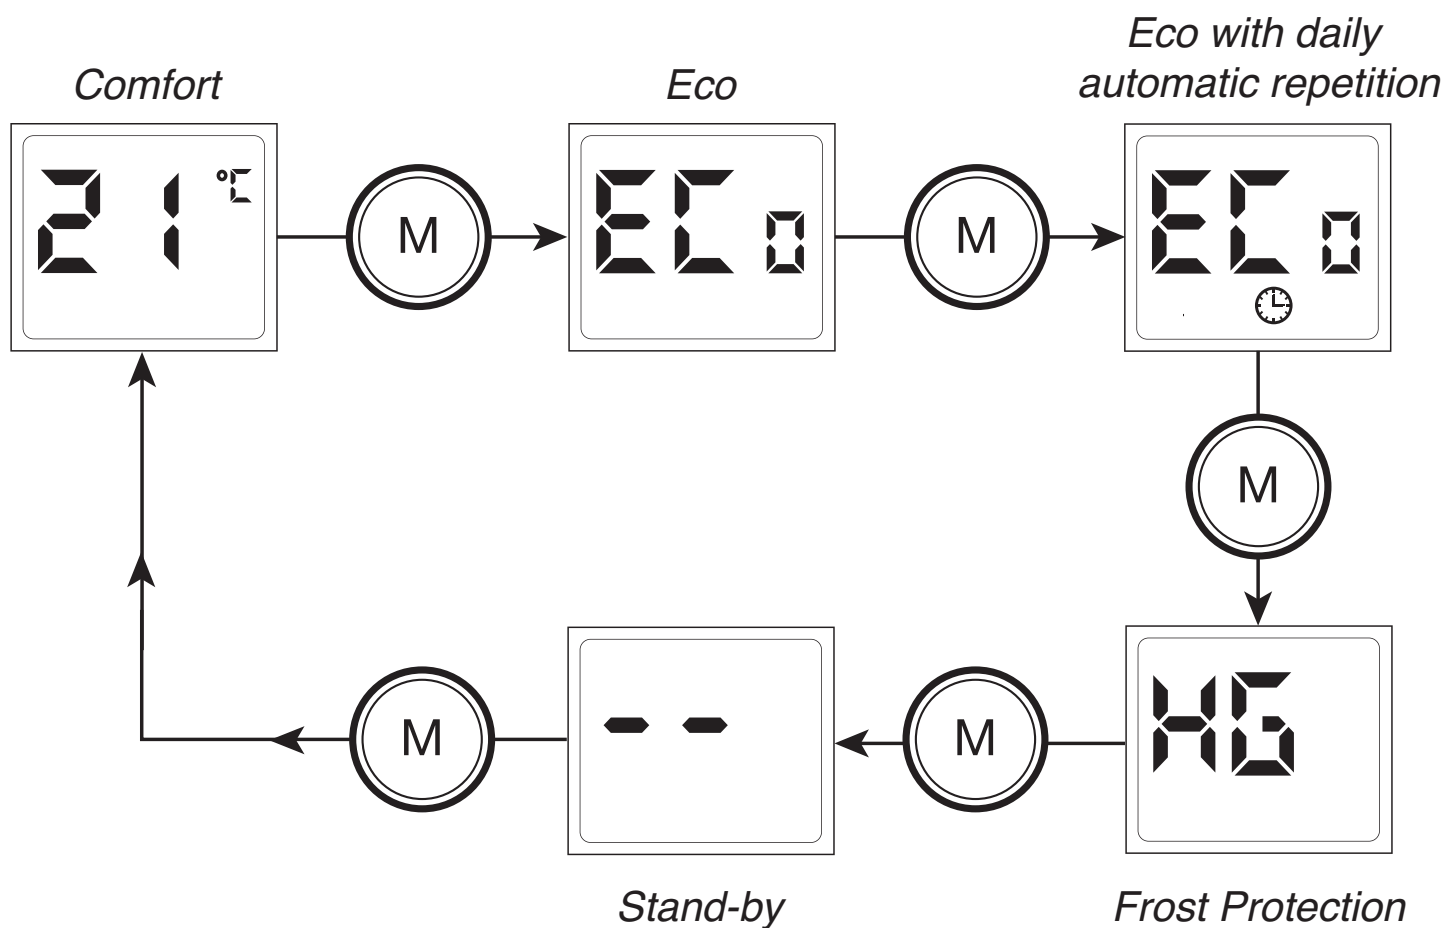 Comfort
Eco
Eco with daily
automatic repetition
21 °C
M
ECo
M
ECo
M
--
M
M
HG
Stand-by
Frost Protection